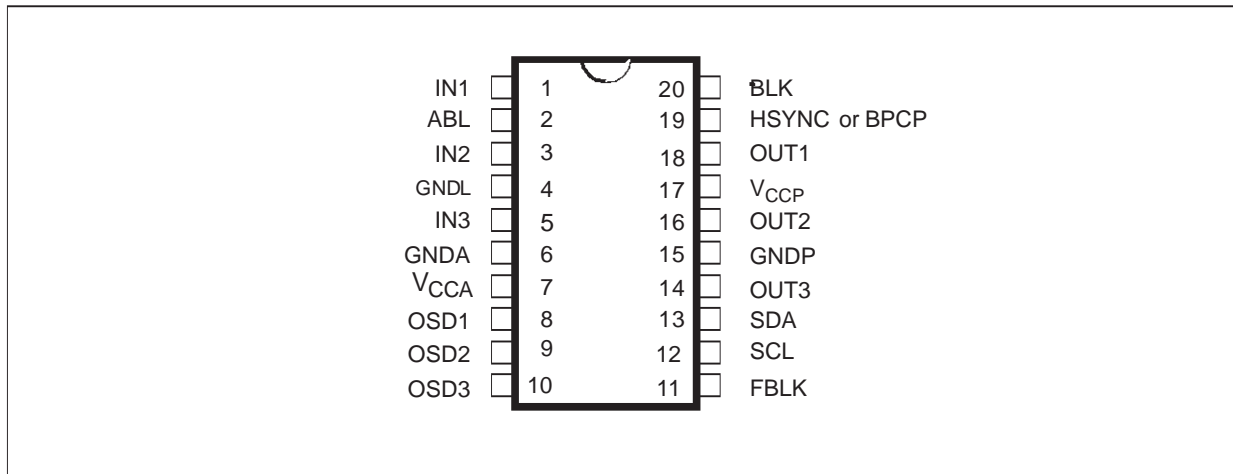 IN1 1 20 BLK
ABL 2 19 HSYNC or BPCP
IN2 3 18 OUT1
GNDL 4 17 VCCP
IN3 5 16 OUT2
GNDA 6 15 GNDP
VCCA 7 14 OUT3
OSD1 8 13 SDA
OSD2 9 12 SCL
OSD3 10 11 FBLK